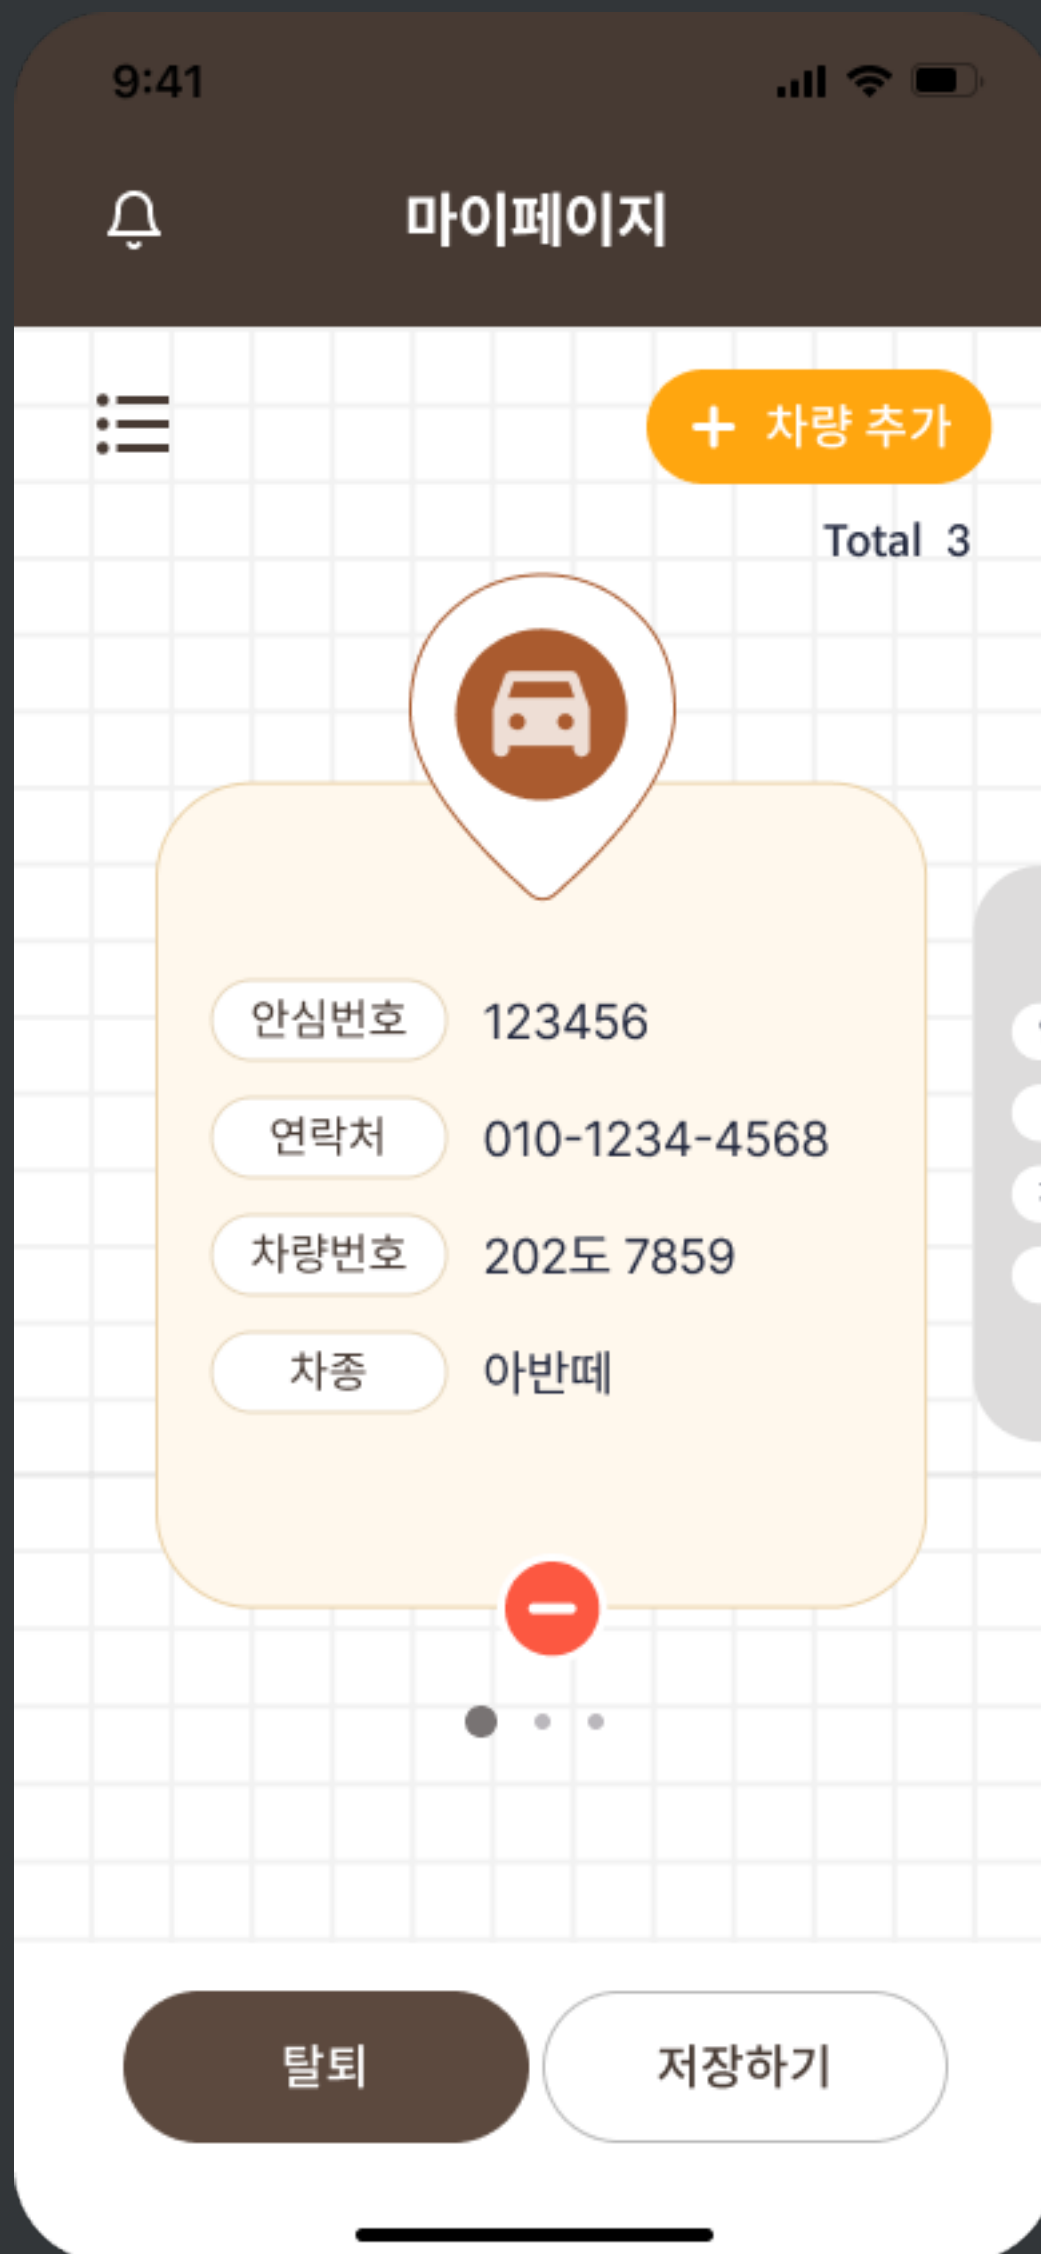 9:41
마이페이지
차량 추가
Total 3
안심번호 123456
연락처 010-1234-4568
차량번호 202도 7859
차종 아반떼
탈퇴 저장하기